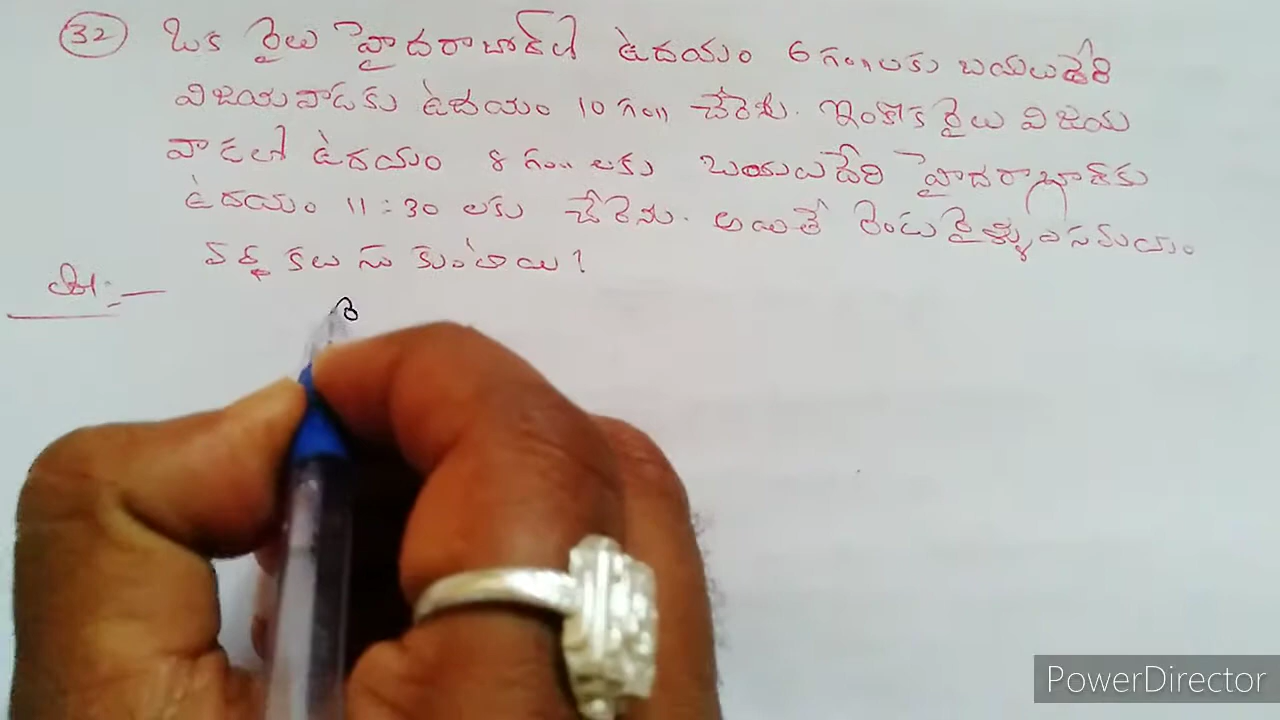 32 ఒక రైలు హైదరాబాద్‌లో ఉదయం 6 గం॥లకు బయలుదేరి
విజయవాడకు ఉదయం 10 గం॥ చేరెను. ఇంకొక రైలు విజయ
వాడలో ఉదయం 8 గం॥లకు బయలుదేరి హైదరాబాద్‌కు
ఉదయం 11:30 లకు చేరెను. అయితే రెండు రైళ్ళు ఏ సమయం
వద్ద కలుసుకుంటాయి?
PowerDirector